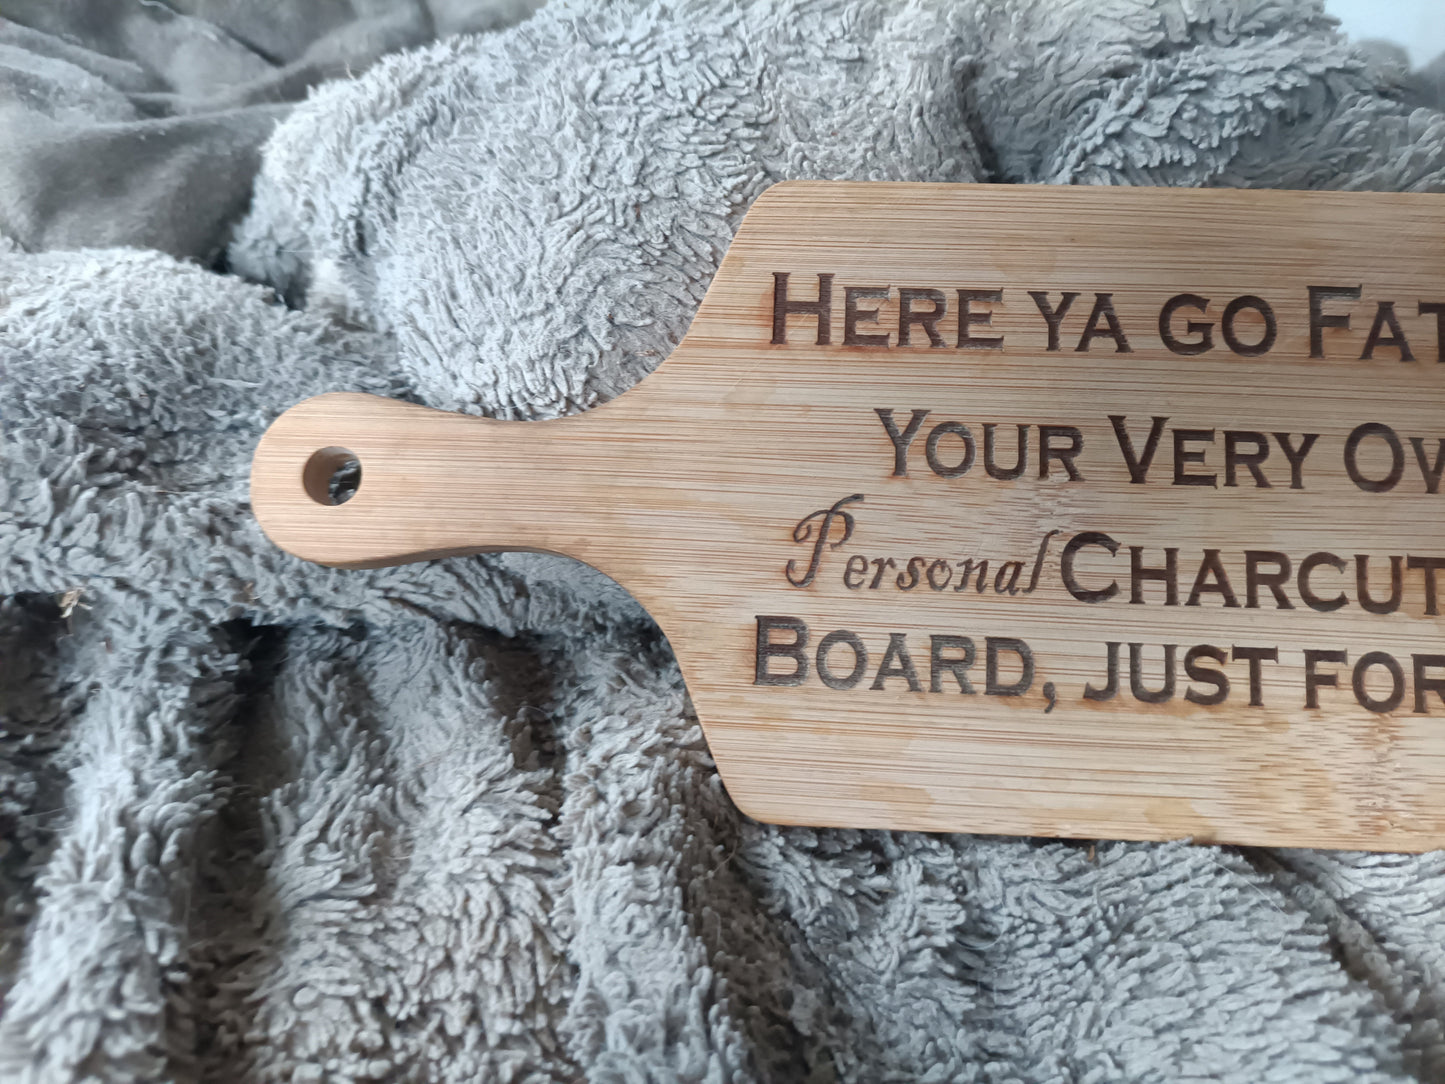 HERE YA GO FAT
YOUR VERY OW
Personal CHARCUT
BOARD, JUST FOR